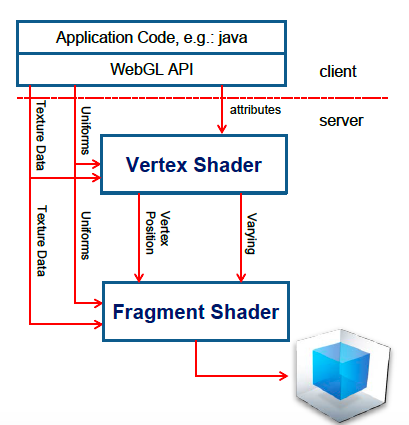 Application Code, e.g.: java
WebGL API
client
server
Texture Data
Uniforms
attributes
Vertex Shader
Texture Data
Uniforms
Vertex
Position
Varying
Fragment Shader